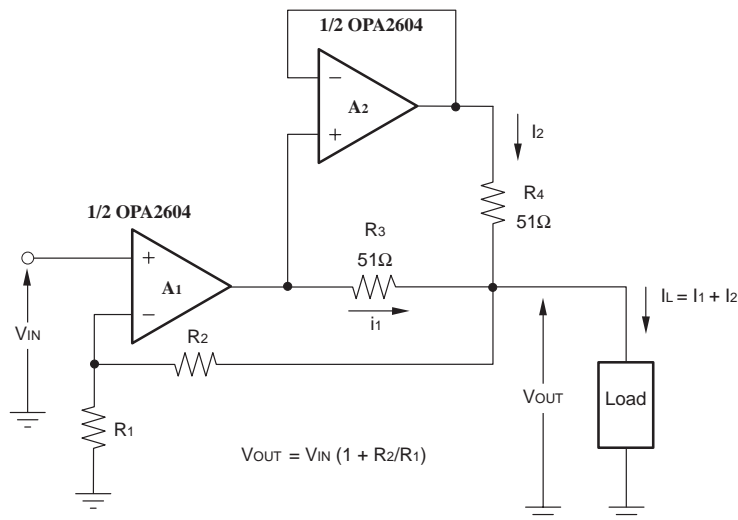 1/2 OPA2604
−
A2
+
I2
R4
51Ω
1/2 OPA2604
R3
51Ω
+
A1
−
i1
IL = I1 + I2
VIN
R2
VOUT
Load
R1
VOUT = VIN (1 + R2/R1)